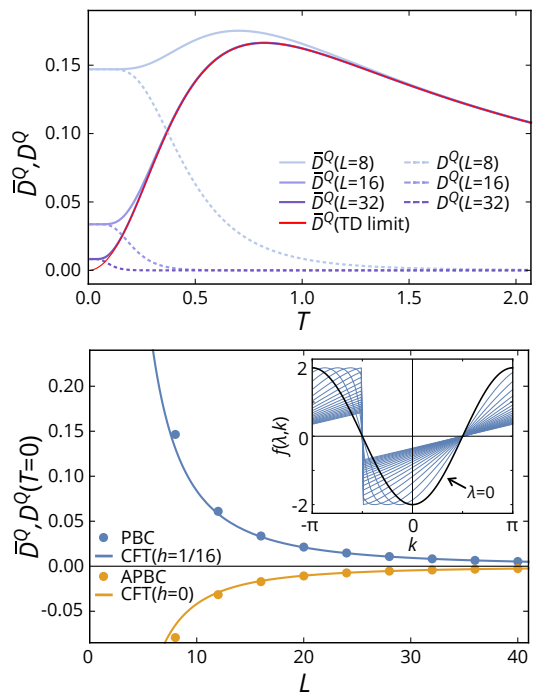 D̄^Q, D^Q
0.15
0.10
0.05
0.00
D̄^Q(L=8) D^Q(L=8)
D̄^Q(L=16) D^Q(L=16)
D̄^Q(L=32) D^Q(L=32)
D̄^Q(TD limit)
0.0 0.5 1.0 1.5 2.0
T
D̄^Q, D^Q(T=0)
0.20
0.15
0.10
0.05
0.00
-0.05
f(λ,k)
2
0
-2
λ=0
-π 0 π
k
PBC
CFT(h=1/16)
APBC
CFT(h=0)
0 10 20 30 40
L